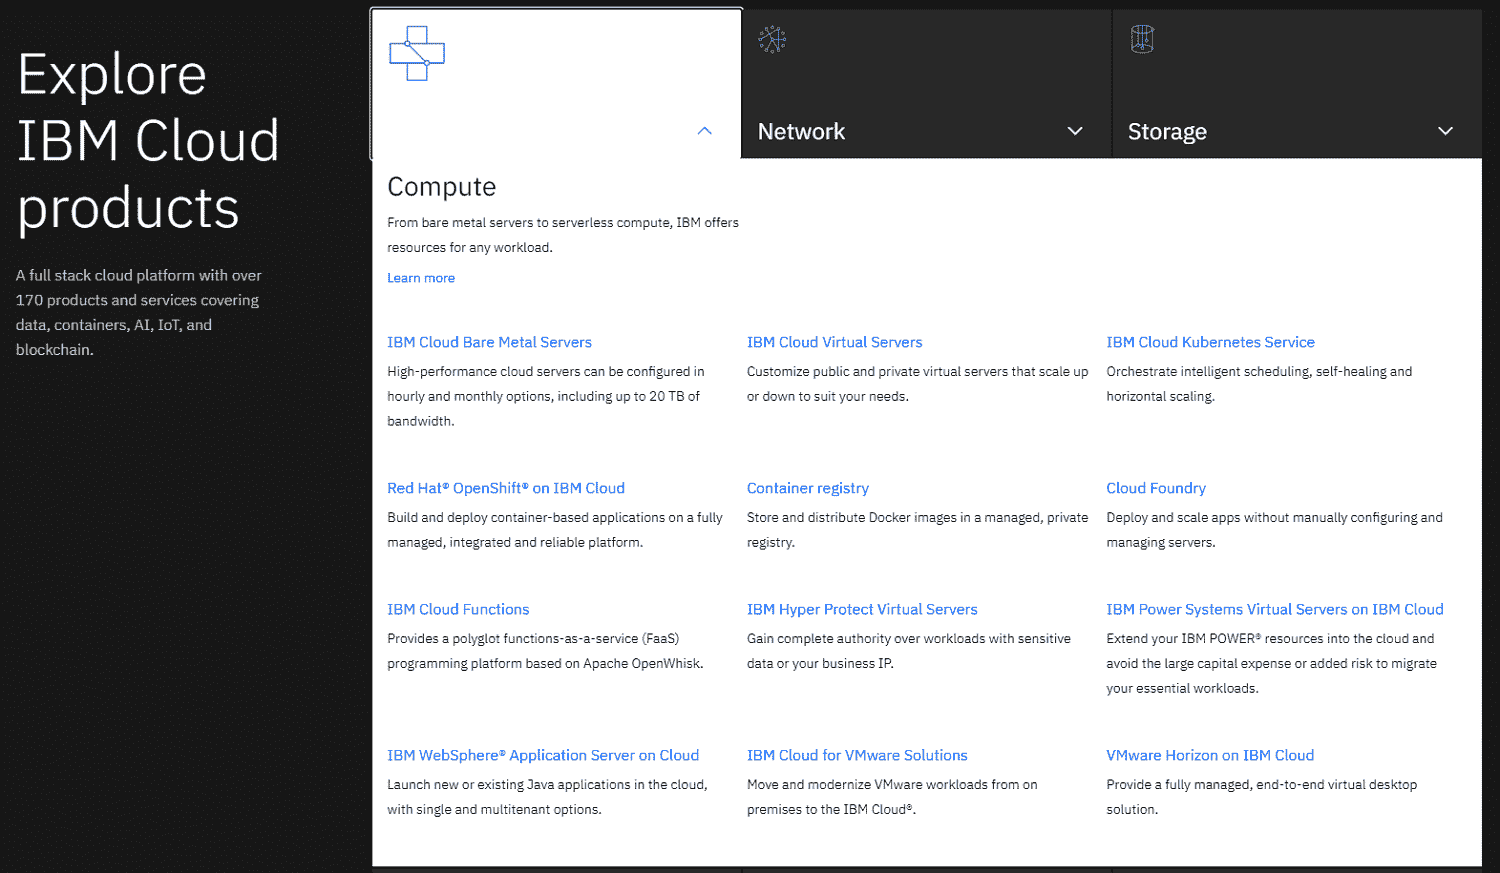 Explore
IBM Cloud
products
A full stack cloud platform with over
170 products and services covering
data, containers, AI, IoT, and
blockchain.
Network
Storage
Compute
From bare metal servers to serverless compute, IBM offers
resources for any workload.
Learn more
IBM Cloud Bare Metal Servers
High-performance cloud servers can be configured in
hourly and monthly options, including up to 20 TB of
bandwidth.
IBM Cloud Virtual Servers
Customize public and private virtual servers that scale up
or down to suit your needs.
IBM Cloud Kubernetes Service
Orchestrate intelligent scheduling, self-healing and
horizontal scaling.
Red Hat® OpenShift® on IBM Cloud
Build and deploy container-based applications on a fully
managed, integrated and reliable platform.
Container registry
Store and distribute Docker images in a managed, private
registry.
Cloud Foundry
Deploy and scale apps without manually configuring and
managing servers.
IBM Cloud Functions
Provides a polyglot functions-as-a-service (FaaS)
programming platform based on Apache OpenWhisk.
IBM Hyper Protect Virtual Servers
Gain complete authority over workloads with sensitive
data or your business IP.
IBM Power Systems Virtual Servers on IBM Cloud
Extend your IBM POWER® resources into the cloud and
avoid the large capital expense or added risk to migrate
your essential workloads.
IBM WebSphere® Application Server on Cloud
Launch new or existing Java applications in the cloud,
with single and multitenant options.
IBM Cloud for VMware Solutions
Move and modernize VMware workloads from on
premises to the IBM Cloud®.
VMware Horizon on IBM Cloud
Provide a fully managed, end-to-end virtual desktop
solution.